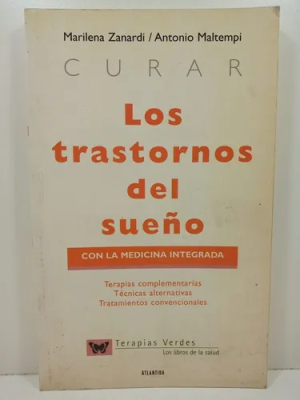 Marilena Zanardi / Antonio Maltempi
CURAR
Los
trastornos
del
sueño
CON LA MEDICINA INTEGRADA
Terapias complementarias
Técnicas alternativas
Tratamientos convencionales
Terapias Verdes
Los libros de la salud
ATLANTIDA